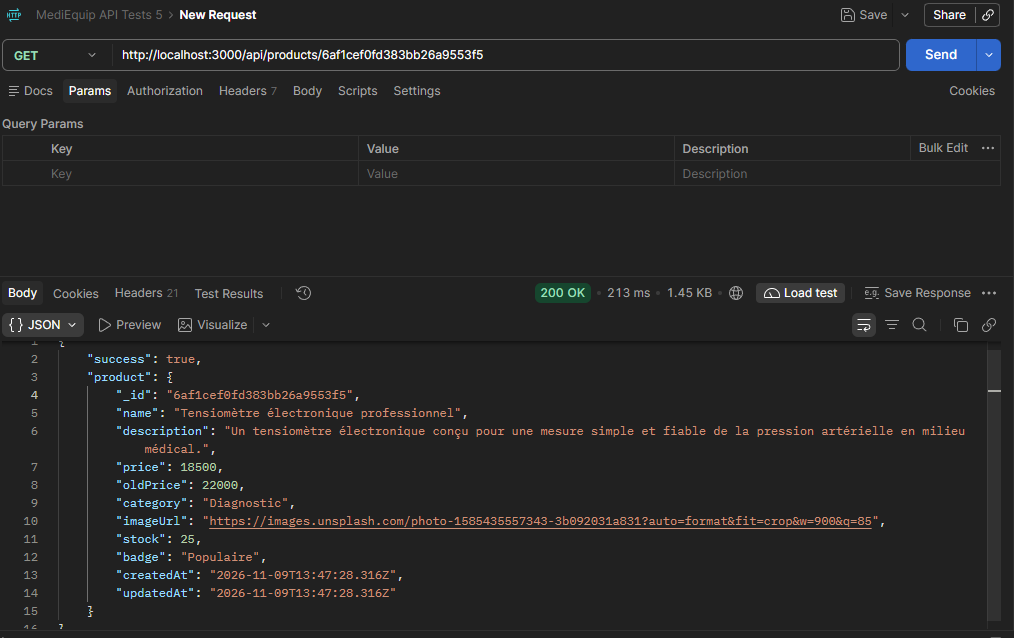 HTTP MediEquip API Tests 5 > New Request Save Share
GET http://localhost:3000/api/products/6af1cef0fd383bb26a9553f5 Send
Docs Params Authorization Headers 7 Body Scripts Settings Cookies
Query Params
Key Value Description Bulk Edit ...
Key Value Description
Body Cookies Headers 21 Test Results 200 OK • 213 ms • 1.45 KB • Load test e.g. Save Response ...
{} JSON Preview Visualize
1 {
2 "success": true,
3 "product": {
4 "_id": "6af1cef0fd383bb26a9553f5",
5 "name": "Tensiomètre électronique professionnel",
6 "description": "Un tensiomètre électronique conçu pour une mesure simple et fiable de la pression artérielle en milieu
médical.",
7 "price": 18500,
8 "oldPrice": 22000,
9 "category": "Diagnostic",
10 "imageUrl": "https://images.unsplash.com/photo-1585435557343-3b092031a831?auto=format&fit=crop&w=900&q=85",
11 "stock": 25,
12 "badge": "Populaire",
13 "createdAt": "2026-11-09T13:47:28.316Z",
14 "updatedAt": "2026-11-09T13:47:28.316Z"
15 }
16 }